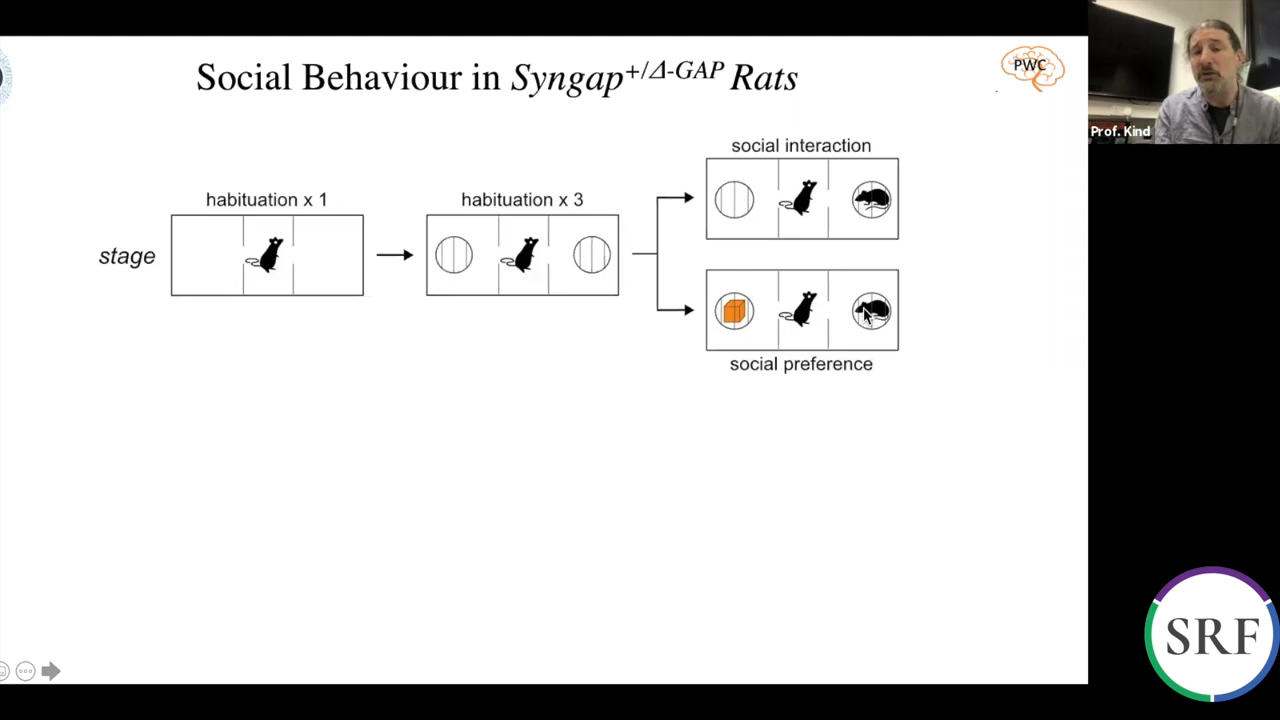 Social Behaviour in Syngap+/Δ-GAP Rats
PWC
Prof. Kind
social interaction
habituation x 1
habituation x 3
stage
social preference
SRF